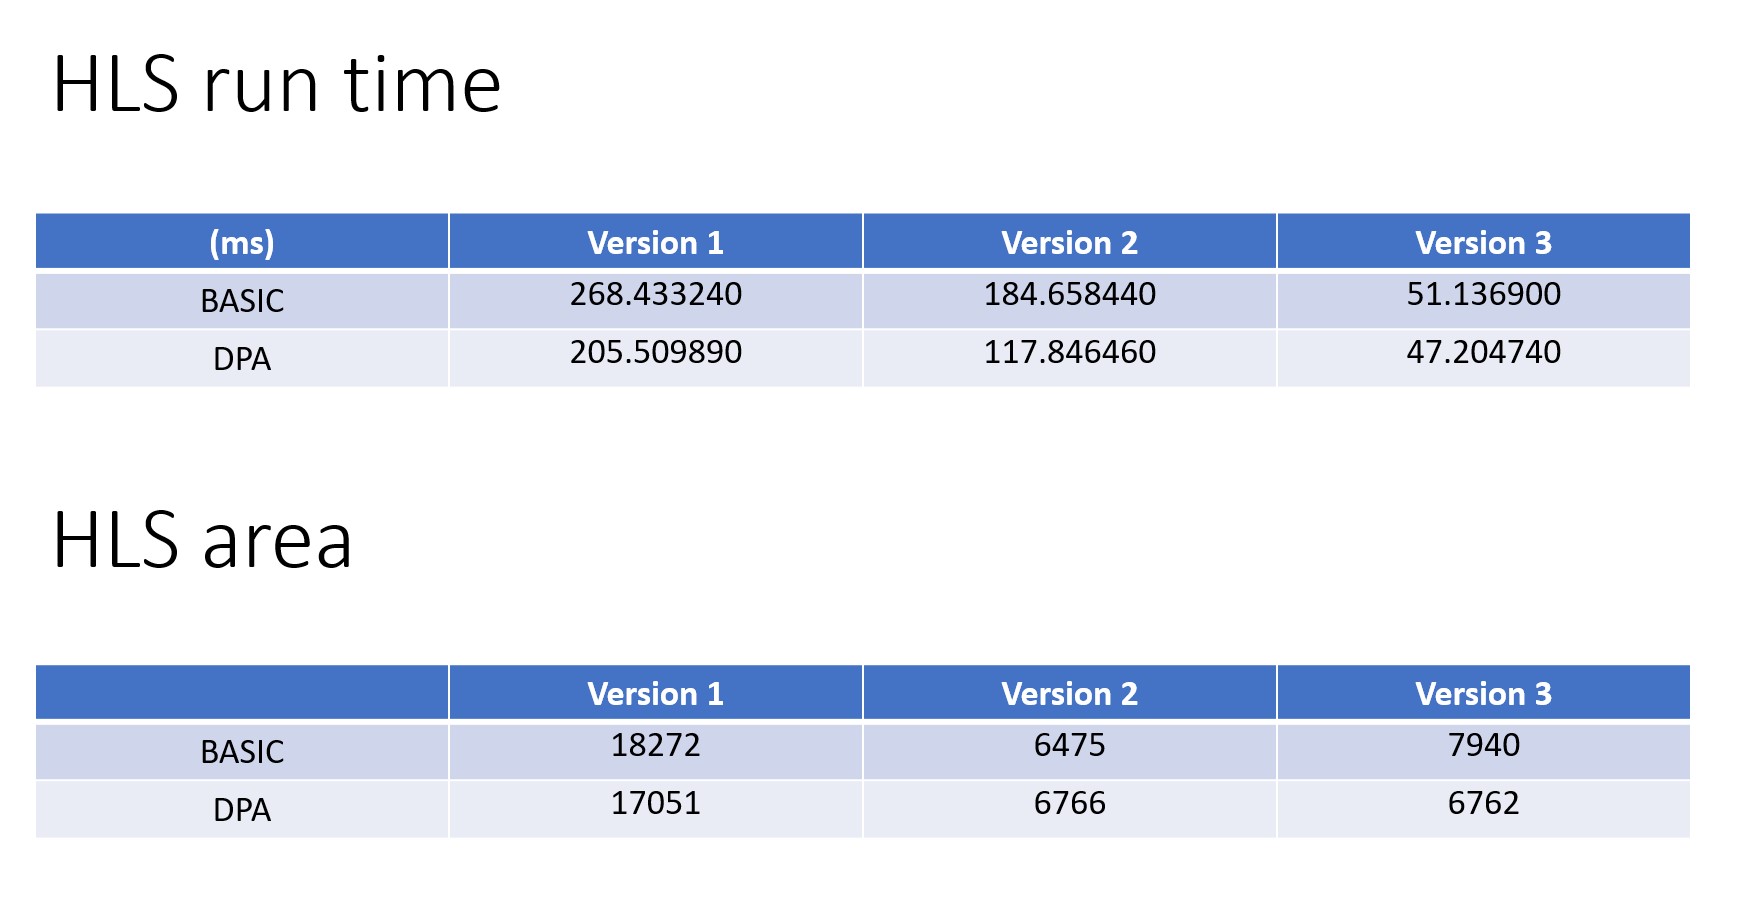 HLS run time
(ms) Version 1 Version 2 Version 3
BASIC 268.433240 184.658440 51.136900
DPA 205.509890 117.846460 47.204740
HLS area
Version 1 Version 2 Version 3
BASIC 18272 6475 7940
DPA 17051 6766 6762